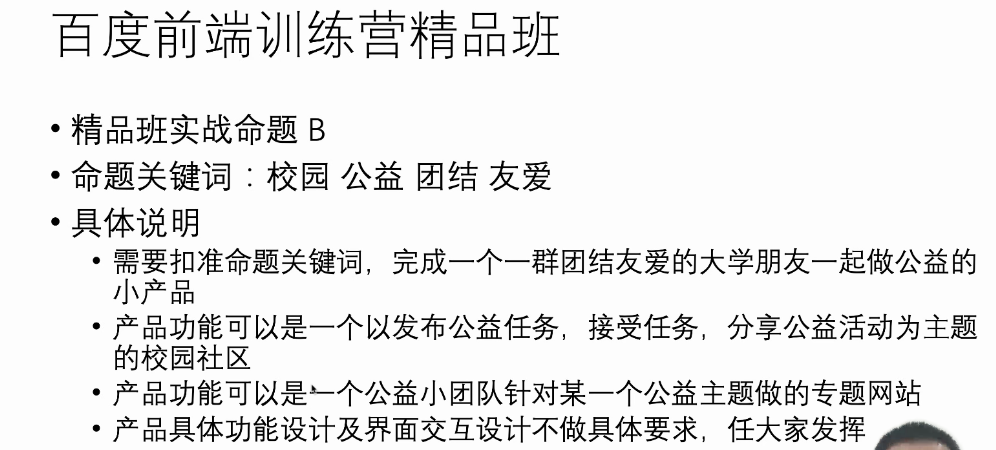 百度前端训练营精品班
• 精品班实战命题 B
• 命题关键词：校园 公益 团结 友爱
• 具体说明
• 需要扣准命题关键词，完成一个一群团结友爱的大学朋友一起做公益的
小产品
• 产品功能可以是一个以发布公益任务，接受任务，分享公益活动为主题
的校园社区
• 产品功能可以是一个公益小团队针对某一个公益主题做的专题网站
• 产品具体功能设计及界面交互设计不做具体要求，任大家发挥